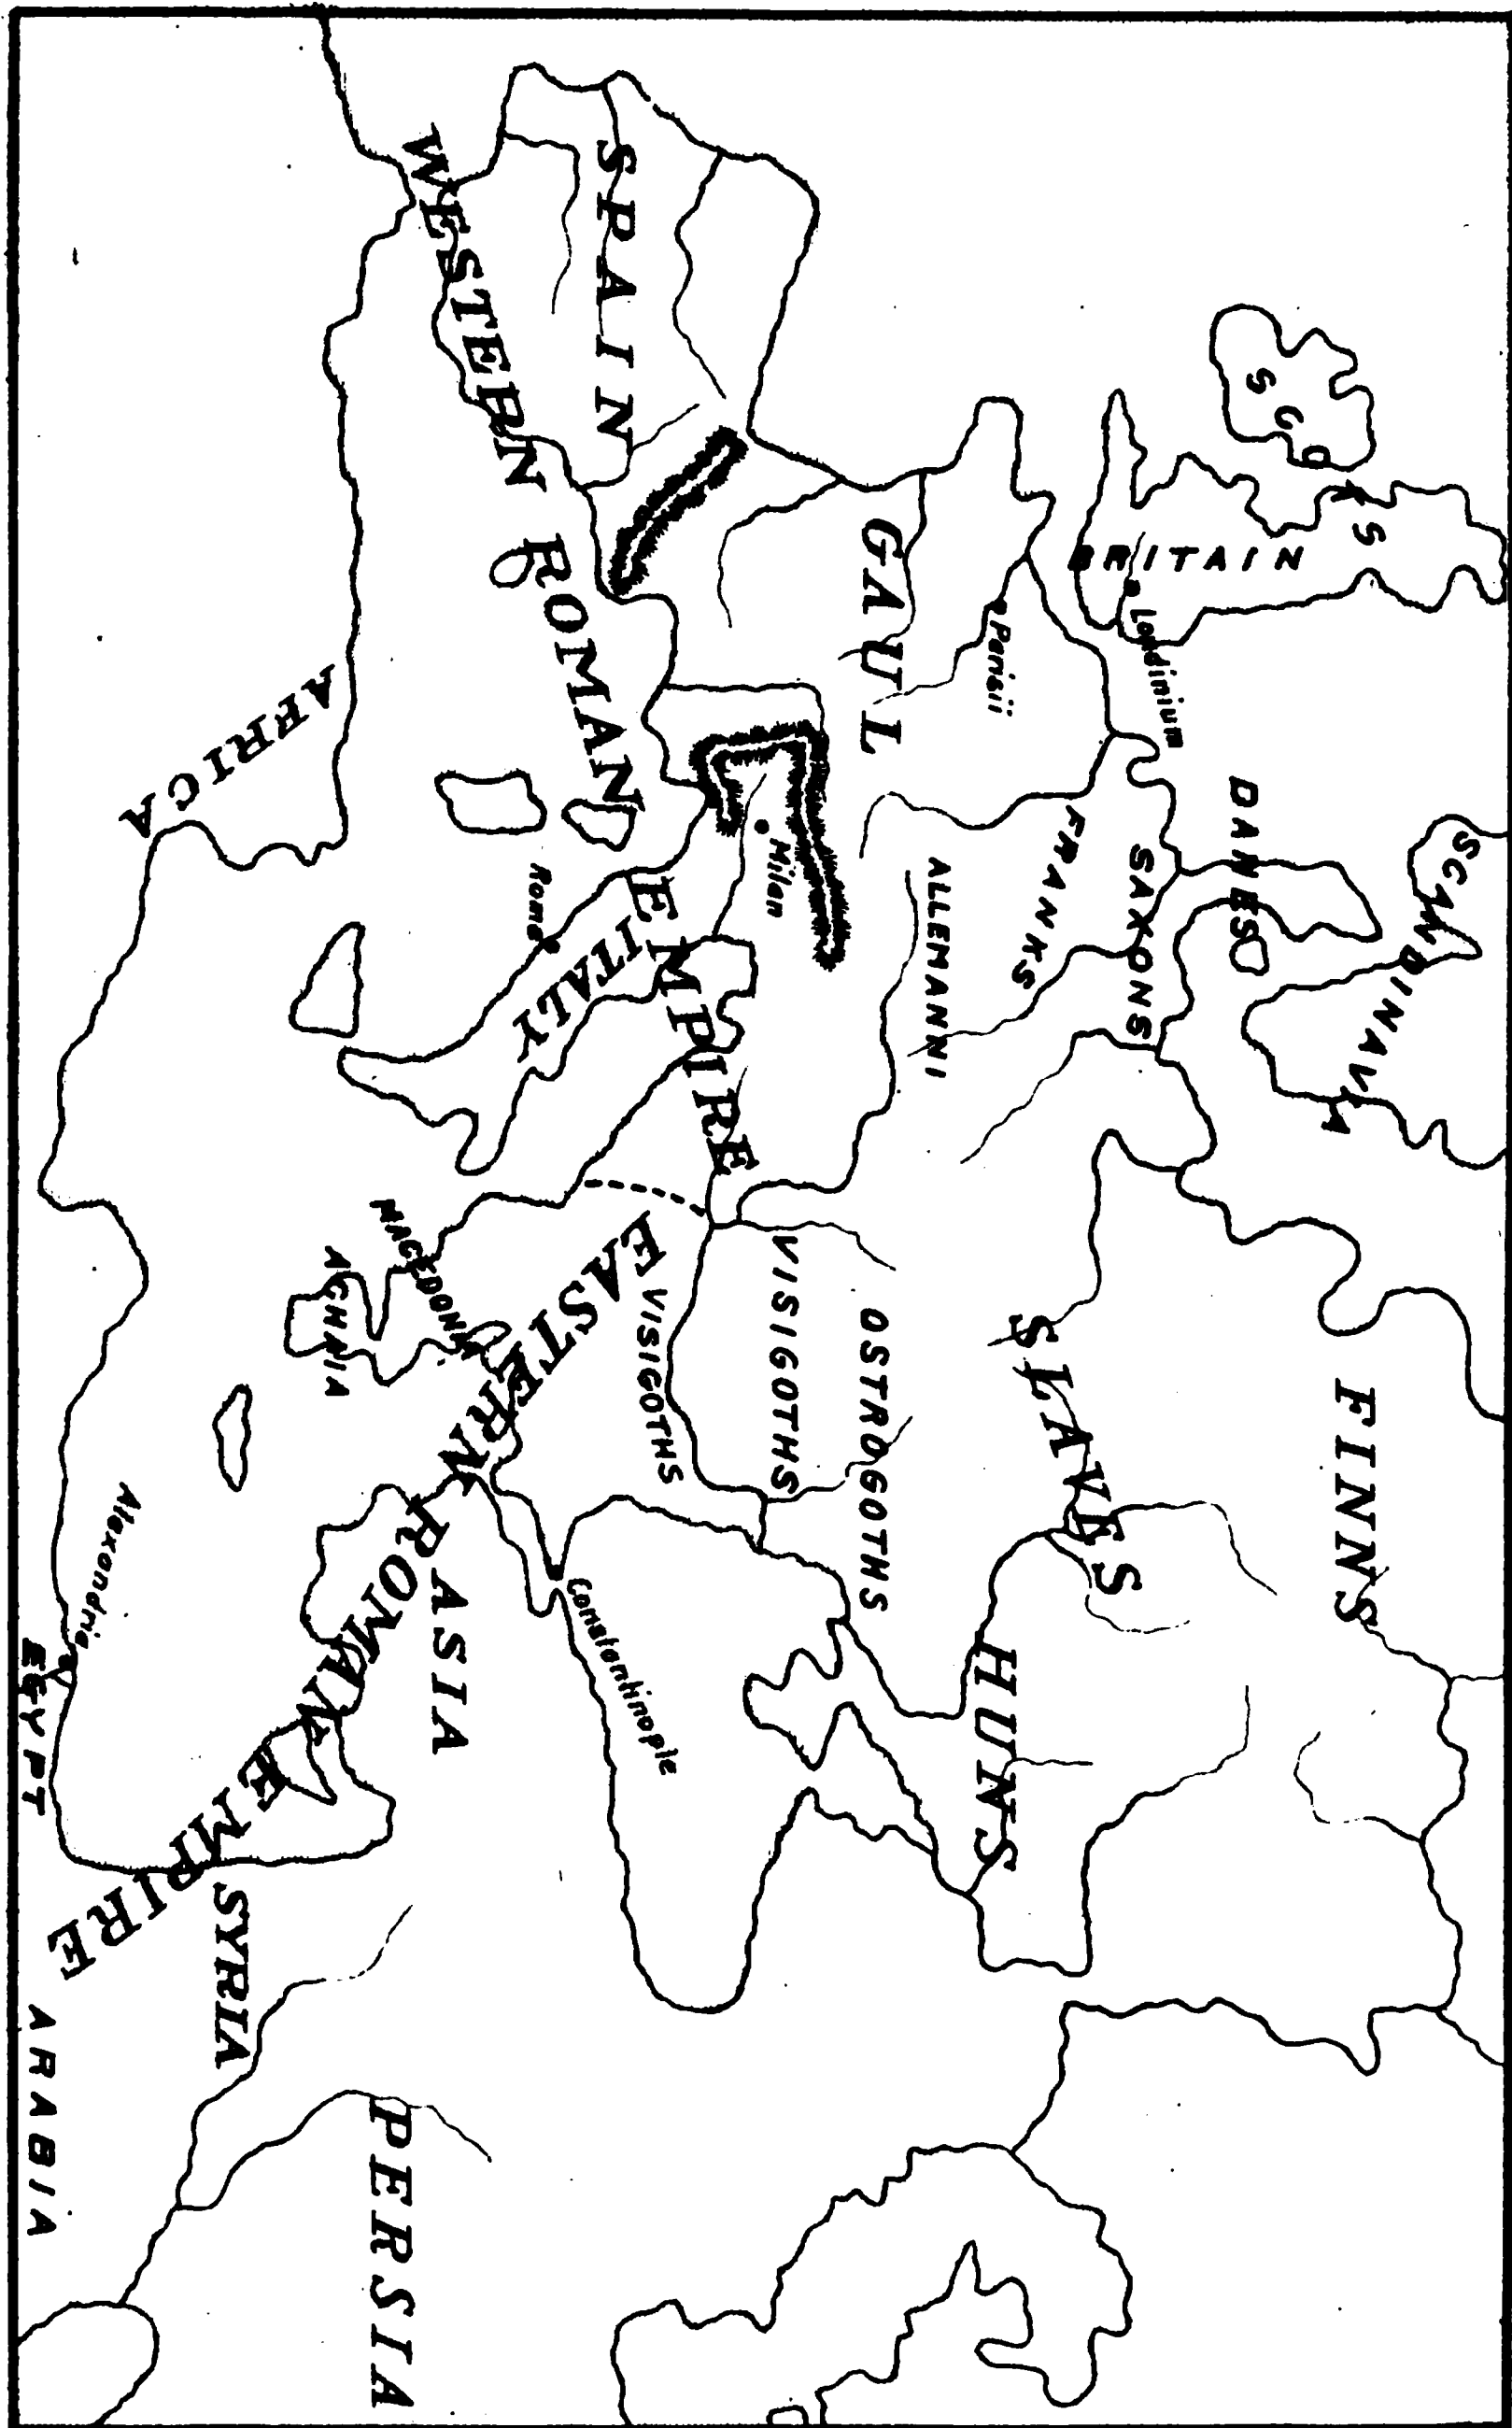 SCOTS
BRITAIN
Londinium
SCANDINAVIA
DANES
SAXONS
FRANKS
FINNS
Parisii
GAUL
ALLEMANNI
SLAVES
HUNS
OSTROGOTHS
VISIGOTHS
VISIGOTHS
Milan
SPAIN
WESTERN ROMAN EMPIRE
ITALY
Rome
Constantinople
EASTERN ROMAN EMPIRE
MACEDONIA
ACHAIA
ASIA
PERSIA
SYRIA
AFRICA
Alexandria
EGYPT
ARABIA